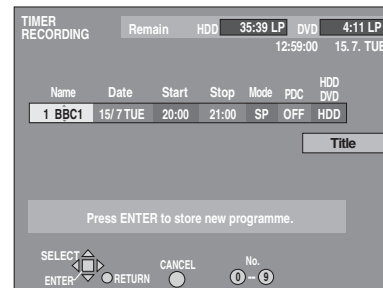 TIMER
RECORDING
Remain HDD 35:39 LP DVD 4:11 LP
12:59:00 15. 7. TUE
Name Date Start Stop Mode PDC HDD DVD
1 BBC1 15/ 7 TUE 20:00 21:00 SP OFF HDD
Title
Press ENTER to store new programme.
SELECT
ENTER
RETURN
CANCEL
No.
0 -- 9